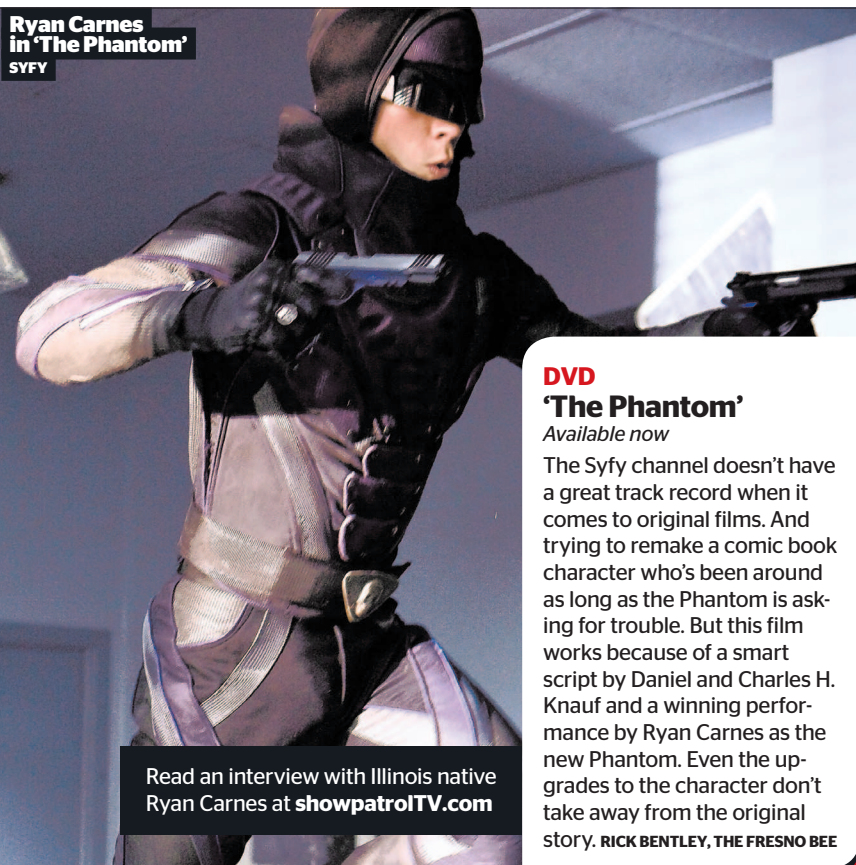 Ryan Carnes
in ‘The Phantom’
SYFY
DVD
‘The Phantom’
Available now
The Syfy channel doesn’t have
a great track record when it
comes to original films. And
trying to remake a comic book
character who’s been around
as long as the Phantom is ask-
ing for trouble. But this film
works because of a smart
script by Daniel and Charles H.
Knauf and a winning perfor-
mance by Ryan Carnes as the
new Phantom. Even the up-
grades to the character don’t
take away from the original
story. RICK BENTLEY, THE FRESNO BEE
Read an interview with Illinois native
Ryan Carnes at showpatrolTV.com